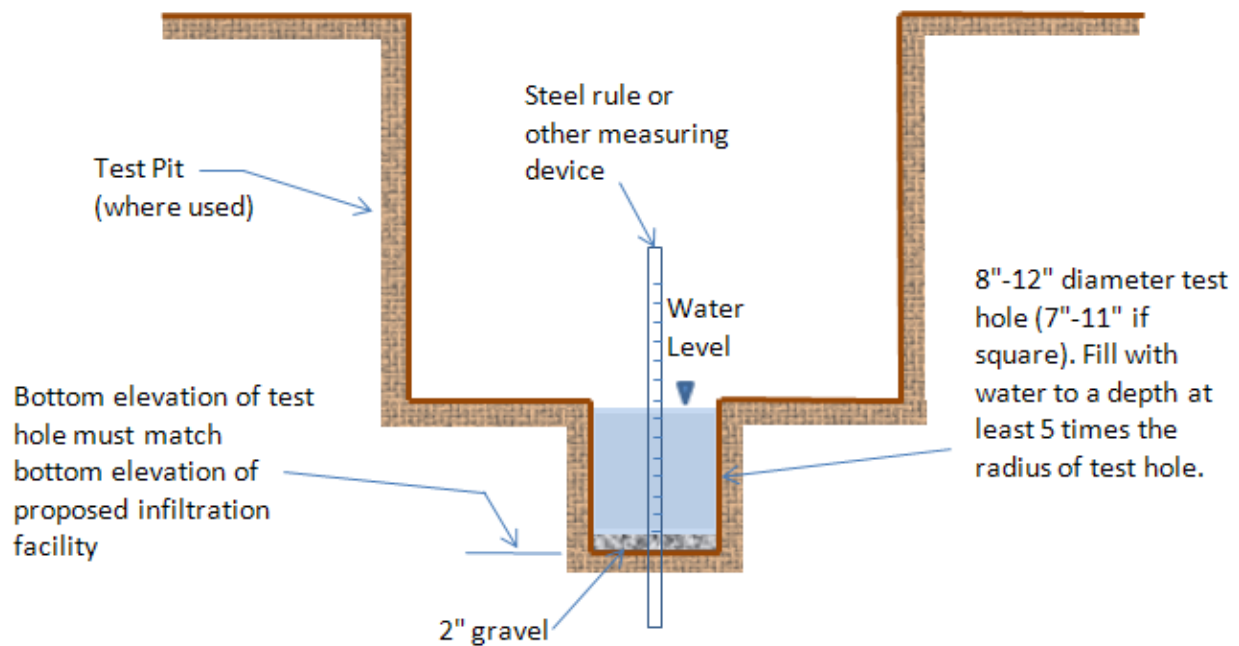 Steel rule or
other measuring
device
Test Pit
(where used)
Water
Level
8"-12" diameter test
hole (7"-11" if
square). Fill with
water to a depth at
least 5 times the
radius of test hole.
Bottom elevation of test
hole must match
bottom elevation of
proposed infiltration
facility
2" gravel